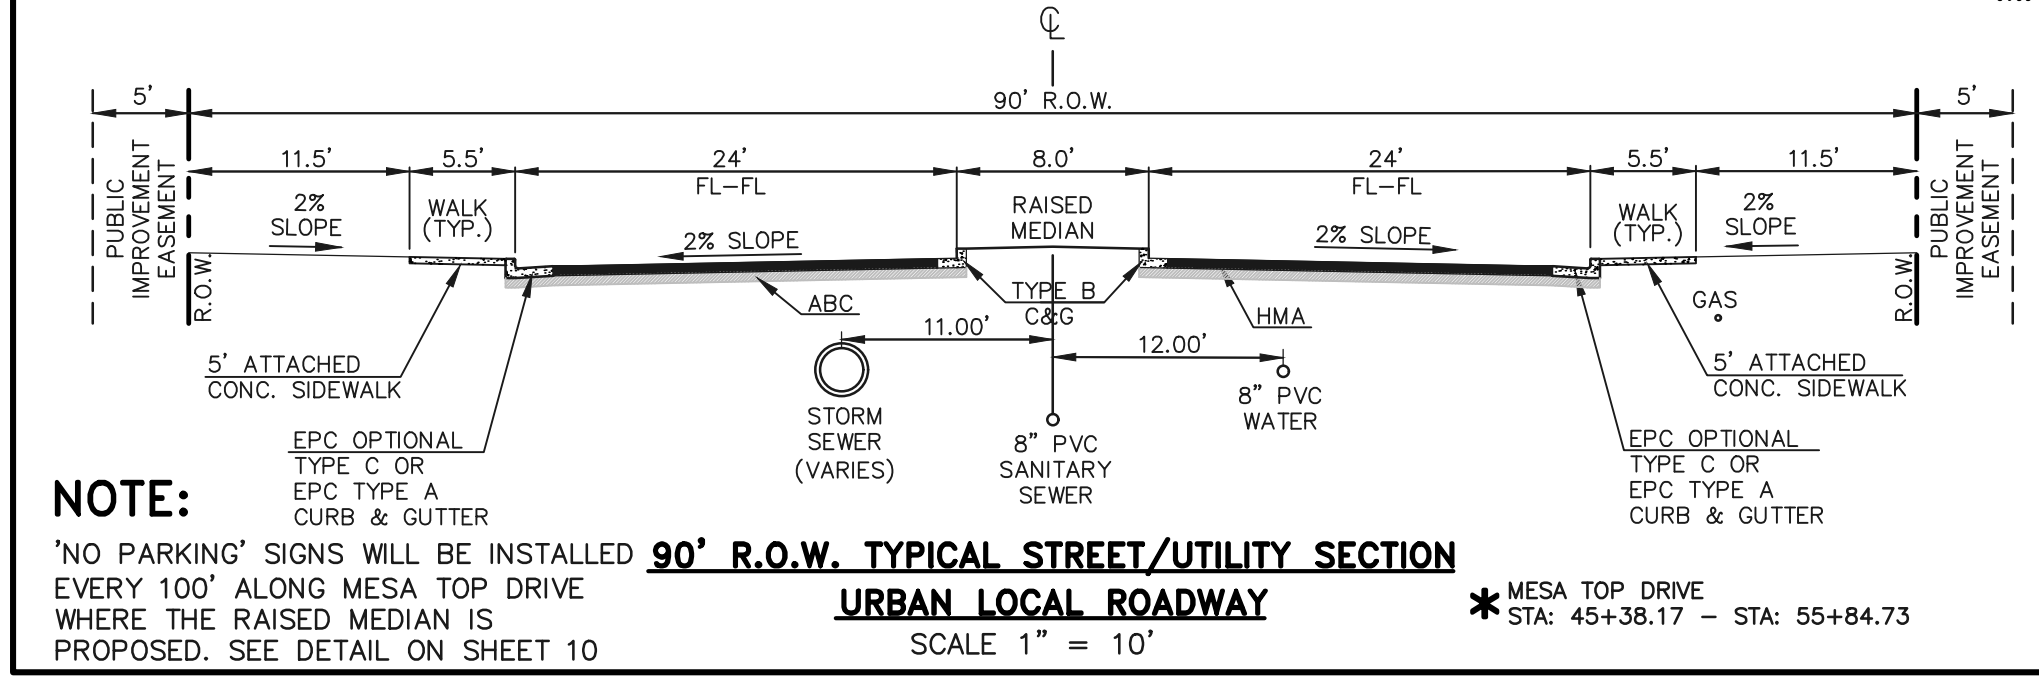 ℄
5'
90' R.O.W.
5'
11.5'
5.5'
24'
FL-FL
8.0'
24'
FL-FL
5.5'
11.5'
PUBLIC
IMPROVEMENT
EASEMENT
R.O.W.
2%
SLOPE
WALK
(TYP.)
2% SLOPE
RAISED
MEDIAN
2% SLOPE
WALK
(TYP.)
2%
SLOPE
R.O.W.
PUBLIC
IMPROVEMENT
EASEMENT
ABC
TYPE B
C&G
HMA
GAS
11.00'
12.00'
5' ATTACHED
CONC. SIDEWALK
STORM
SEWER
(VARIES)
8" PVC
SANITARY
SEWER
8" PVC
WATER
5' ATTACHED
CONC. SIDEWALK
EPC OPTIONAL
TYPE C OR
EPC TYPE A
CURB & GUTTER
EPC OPTIONAL
TYPE C OR
EPC TYPE A
CURB & GUTTER
NOTE:
'NO PARKING' SIGNS WILL BE INSTALLED
EVERY 100' ALONG MESA TOP DRIVE
WHERE THE RAISED MEDIAN IS
PROPOSED. SEE DETAIL ON SHEET 10
90' R.O.W. TYPICAL STREET/UTILITY SECTION
URBAN LOCAL ROADWAY
SCALE 1" = 10'
* MESA TOP DRIVE
STA: 45+38.17 - STA: 55+84.73